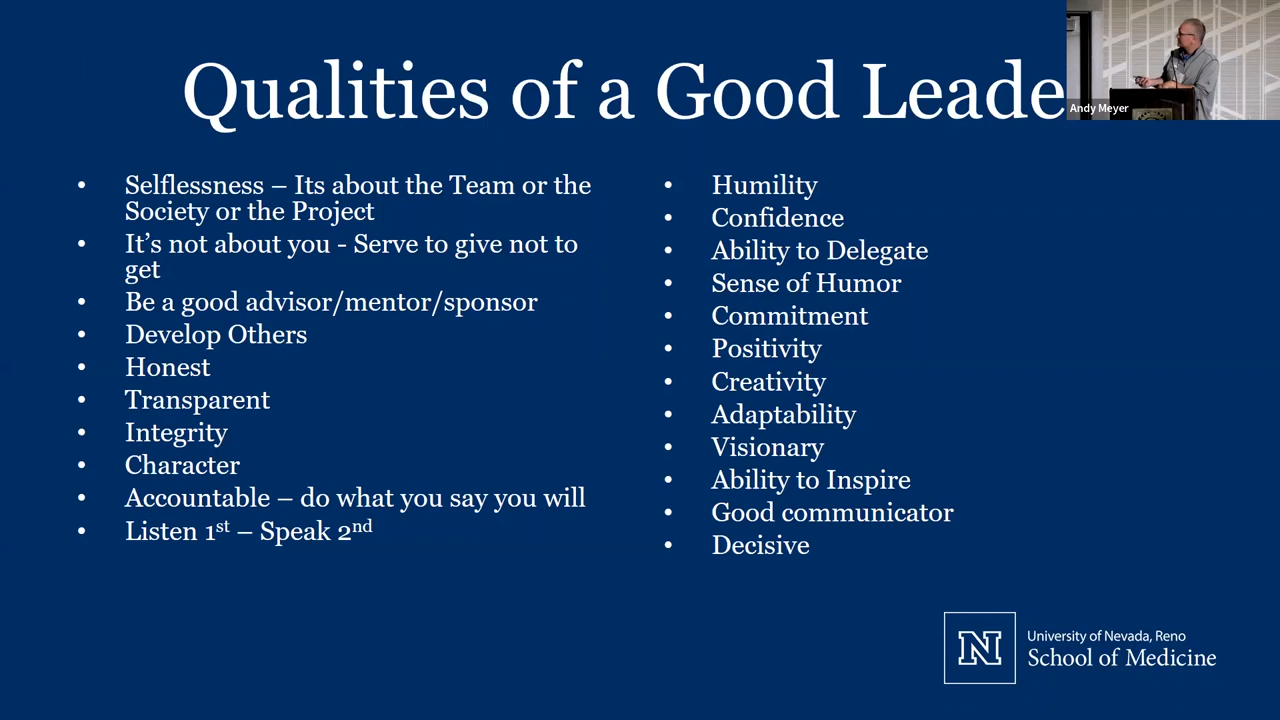 Qualities of a Good Leade
Andy Meyer
• Selflessness – Its about the Team or the
Society or the Project
• It’s not about you - Serve to give not to
get
• Be a good advisor/mentor/sponsor
• Develop Others
• Honest
• Transparent
• Integrity
• Character
• Accountable – do what you say you will
• Listen 1st – Speak 2nd
• Humility
• Confidence
• Ability to Delegate
• Sense of Humor
• Commitment
• Positivity
• Creativity
• Adaptability
• Visionary
• Ability to Inspire
• Good communicator
• Decisive
N
University of Nevada, Reno
School of Medicine